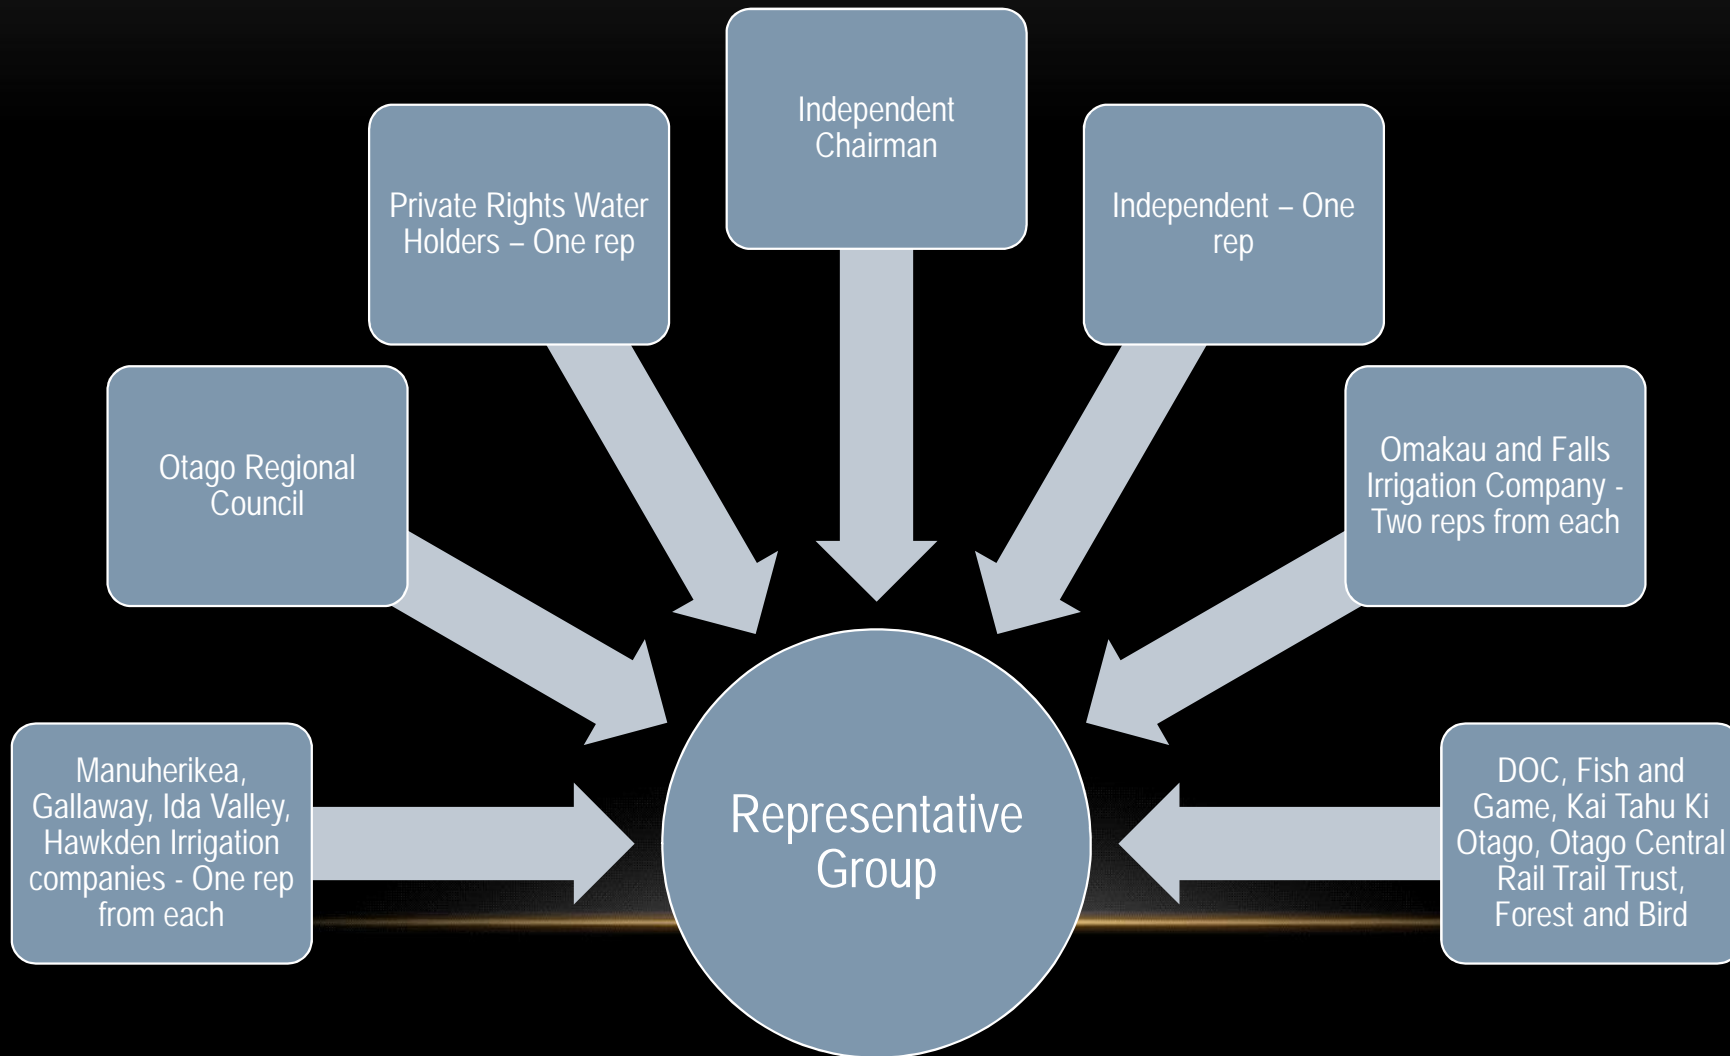 Independent
Chairman
Private Rights Water
Holders – One rep
Independent – One
rep
Otago Regional
Council
Omakau and Falls
Irrigation Company -
Two reps from each
Manuherikea,
Gallaway, Ida Valley,
Hawkden Irrigation
companies - One rep
from each
Representative
Group
DOC, Fish and
Game, Kai Tahu Ki
Otago, Otago Central
Rail Trail Trust,
Forest and Bird